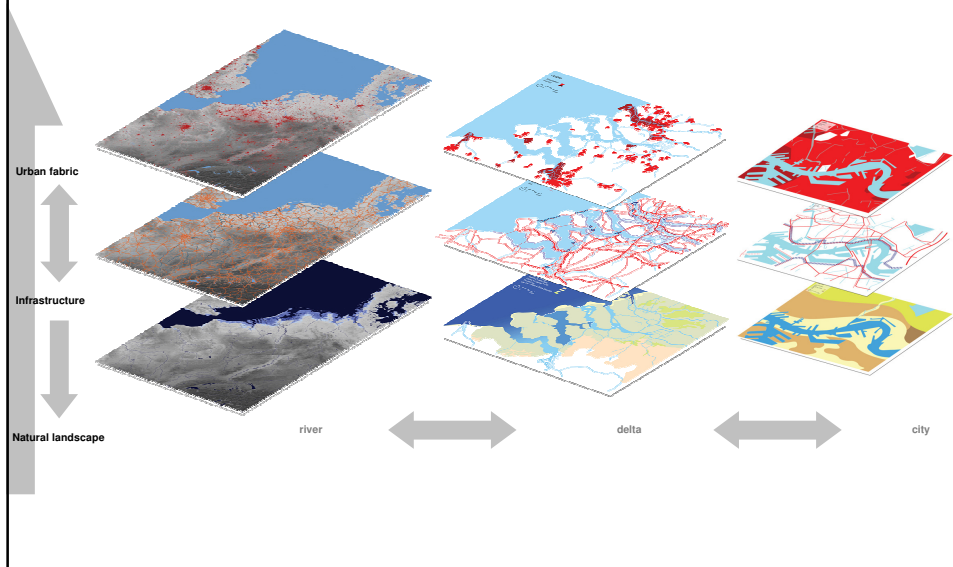 Urban fabric
Infrastructure
Natural landscape
river
delta
city